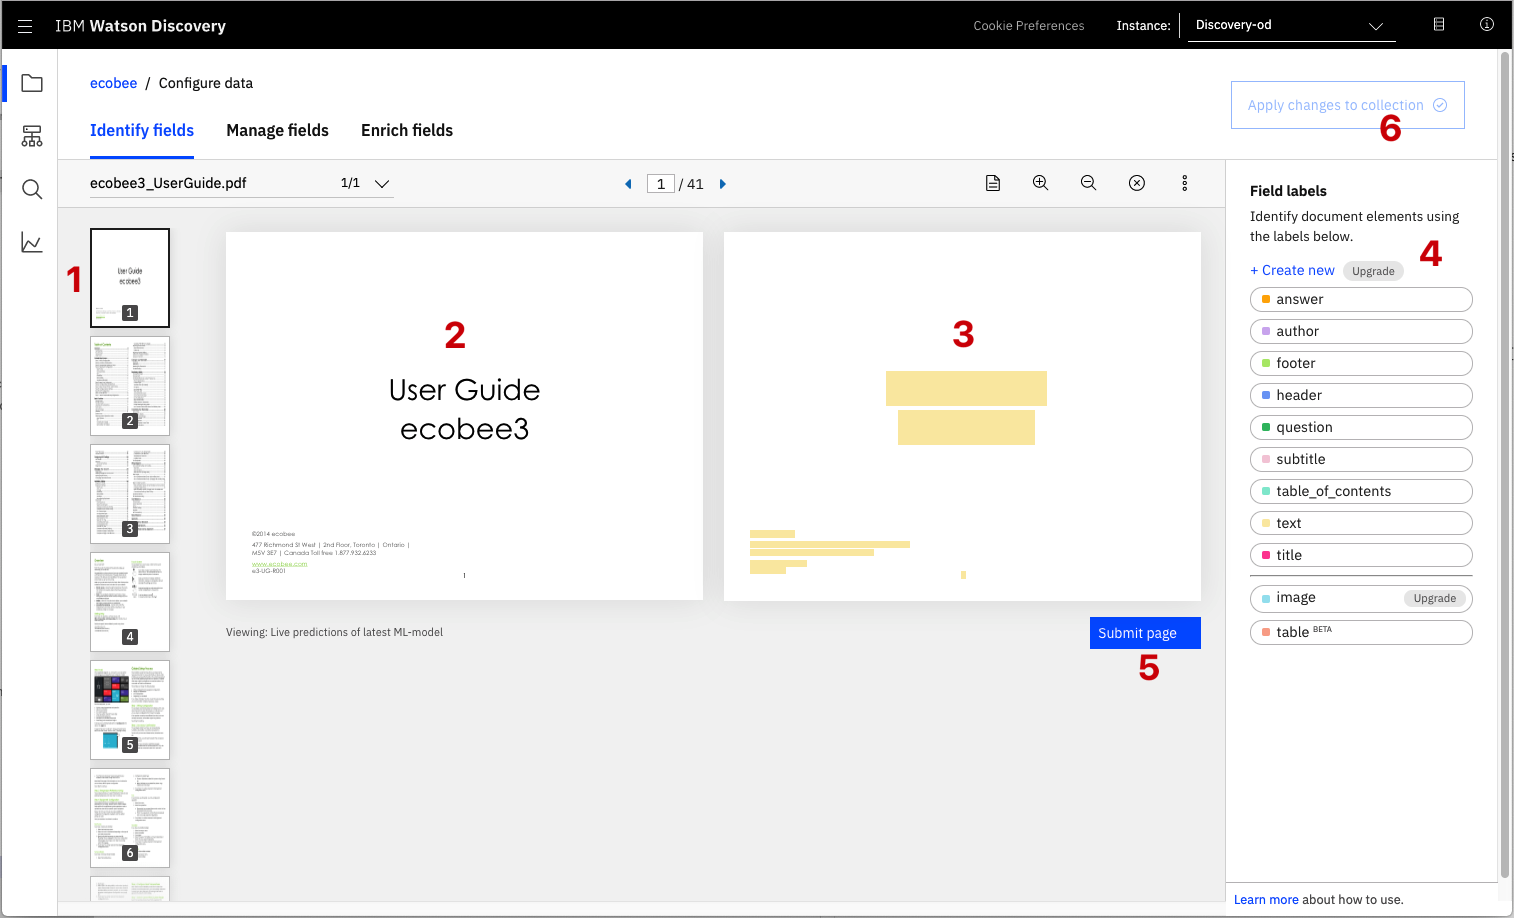 IBM Watson Discovery
Cookie Preferences
Instance:
Discovery-od
ecobee / Configure data
Apply changes to collection
6
Identify fields
Manage fields
Enrich fields
ecobee3_UserGuide.pdf
1/1
1 / 41
1
User Guide
ecobee3
1
2
3
4
5
6
2
User Guide
ecobee3
©2014 ecobee
477 Richmond St West | 2nd Floor, Toronto | Ontario |
M5V 3E7 | Canada Toll free 1.877.932.6233
www.ecobee.com
e3-UG-R001
1
3
Viewing: Live predictions of latest ML-model
Submit page
5
Field labels
Identify document elements using
the labels below.
4
+ Create new
Upgrade
answer
author
footer
header
question
subtitle
table_of_contents
text
title
image
Upgrade
table BETA
Learn more about how to use.